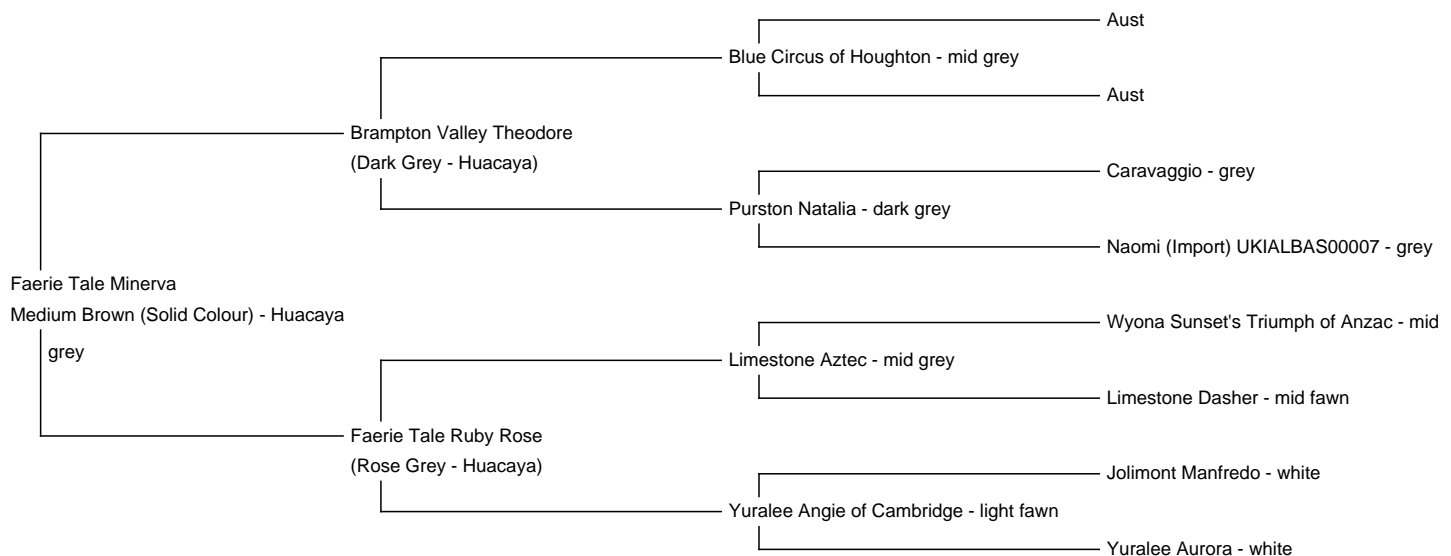 Aust
Blue Circus of Houghton - mid grey
Aust
Brampton Valley Theodore
(Dark Grey - Huacaya)
Caravaggio - grey
Purston Natalia - dark grey
Naomi (Import) UKIALBAS00007 - grey
Faerie Tale Minerva
Medium Brown (Solid Colour) - Huacaya
grey
Wyona Sunset's Triumph of Anzac - mid
Limestone Aztec - mid grey
Limestone Dasher - mid fawn
Faerie Tale Ruby Rose
(Rose Grey - Huacaya)
Jolimont Manfredo - white
Yuralee Angie of Cambridge - light fawn
Yuralee Aurora - white